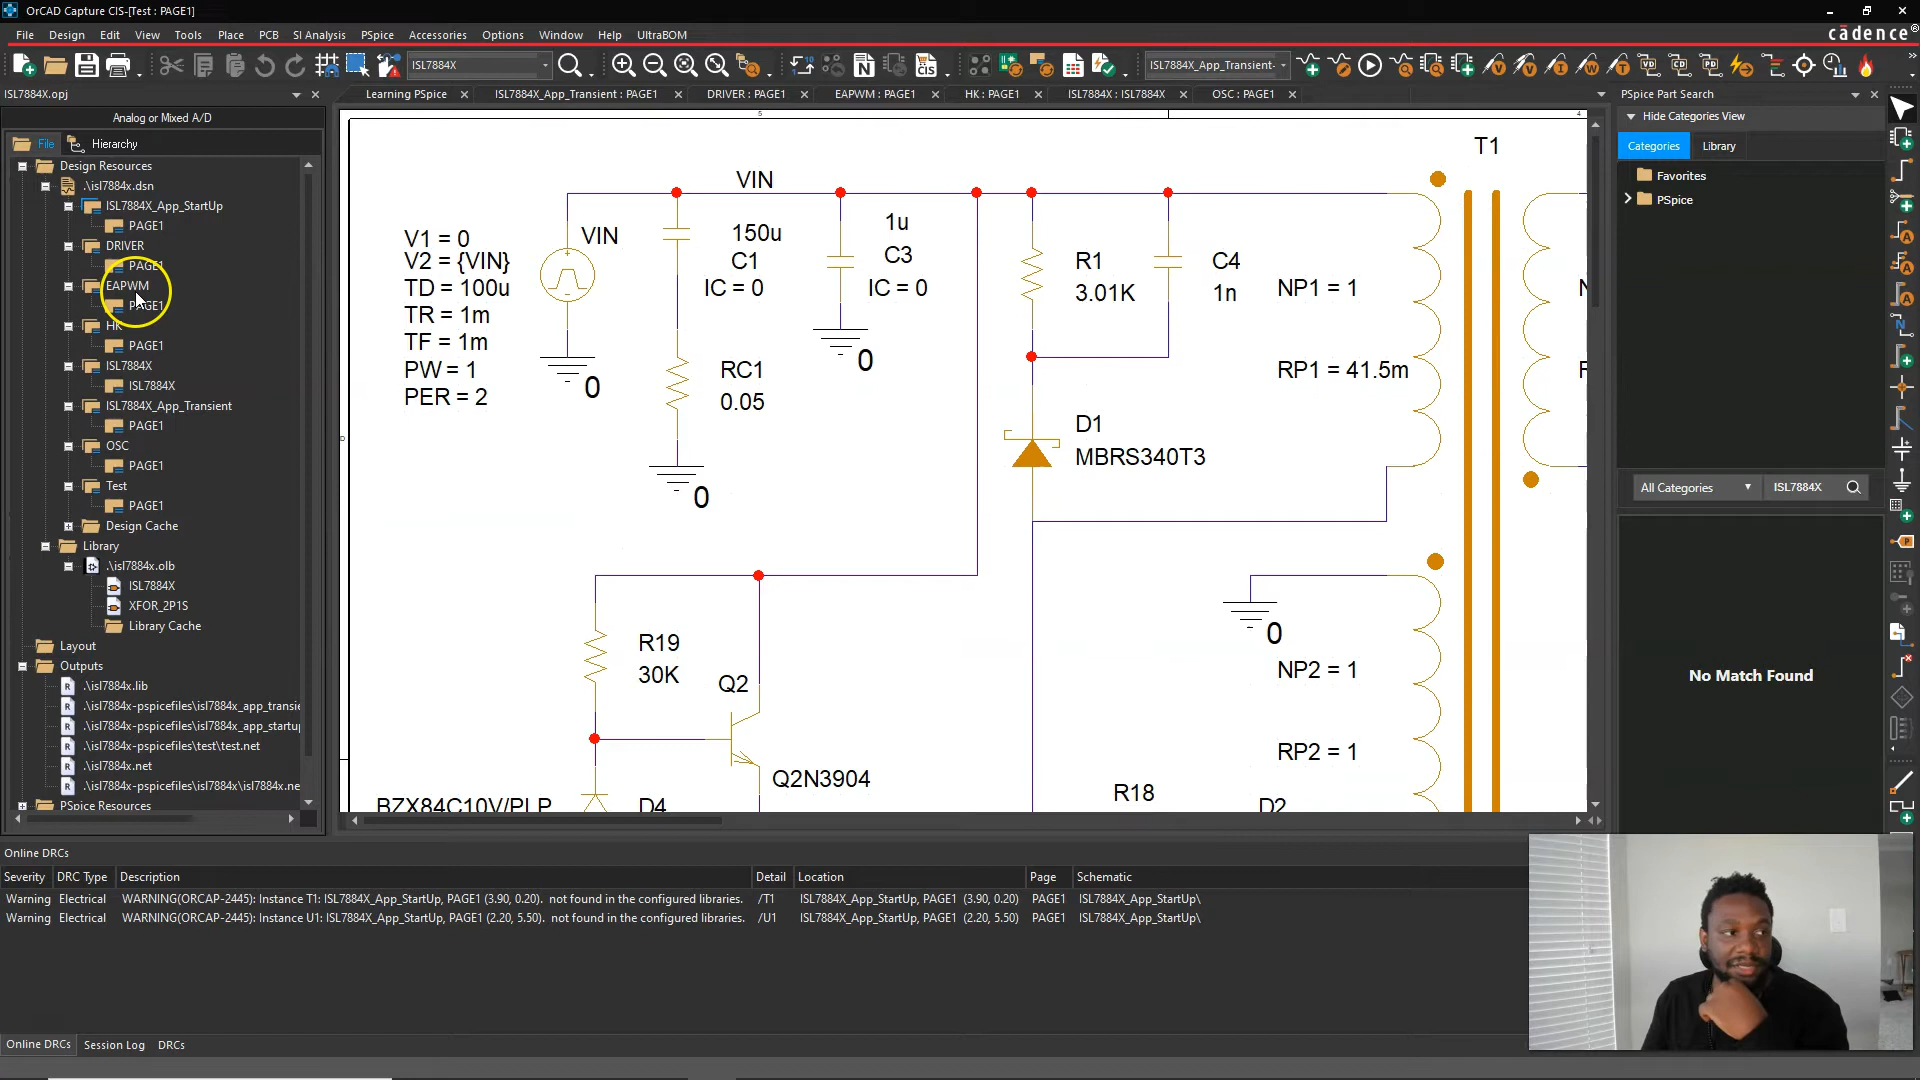 OrCAD Capture CIS-[Test : PAGE1]
File Design Edit View Tools Place PCB SI Analysis PSpice Accessories Options Window Help UltraBOM
cādence®
ISL7884X
ISL7884X_App_Transient-
ISL7884X.opj
Learning PSpice ISL7884X_App_Transient : PAGE1 DRIVER : PAGE1 EAPWM : PAGE1 HK : PAGE1 ISL7884X : ISL7884X OSC : PAGE1
PSpice Part Search
Analog or Mixed A/D
File Hierarchy
Design Resources
.\isl7884x.dsn
ISL7884X_App_StartUp
PAGE1
DRIVER
PAGE1
EAPWM
PAGE1
HK
PAGE1
ISL7884X
ISL7884X
ISL7884X_App_Transient
PAGE1
OSC
PAGE1
Test
PAGE1
Design Cache
Library
.\isl7884x.olb
ISL7884X
XFOR_2P1S
Library Cache
Layout
Outputs
.\isl7884x.lib
.\isl7884x-pspicefiles\isl7884x_app_transie
.\isl7884x-pspicefiles\isl7884x_app_startup
.\isl7884x-pspicefiles\test\test.net
.\isl7884x.net
.\isl7884x-pspicefiles\isl7884x\isl7884x.ne
PSpice Resources
5
4
T1
VIN
V1 = 0
V2 = {VIN}
TD = 100u
TR = 1m
TF = 1m
PW = 1
PER = 2
VIN
0
150u
C1
IC = 0
RC1
0.05
0
1u
C3
IC = 0
0
R1
3.01K
C4
1n
NP1 = 1
RP1 = 41.5m
D1
MBRS340T3
0
NP2 = 1
RP2 = 1
R19
30K
Q2
Q2N3904
BZX84C10V/PLP
D4
R18
D2
Hide Categories View
Categories Library
Favorites
PSpice
All Categories ISL7884X
No Match Found
Online DRCs
Severity DRC Type Description Detail Location Page Schematic
Warning Electrical WARNING(ORCAP-2445): Instance T1: ISL7884X_App_StartUp, PAGE1 (3.90, 0.20). not found in the configured libraries. /T1 ISL7884X_App_StartUp, PAGE1 (3.90, 0.20) PAGE1 ISL7884X_App_StartUp\
Warning Electrical WARNING(ORCAP-2445): Instance U1: ISL7884X_App_StartUp, PAGE1 (2.20, 5.50). not found in the configured libraries. /U1 ISL7884X_App_StartUp, PAGE1 (2.20, 5.50) PAGE1 ISL7884X_App_StartUp\
Online DRCs Session Log DRCs